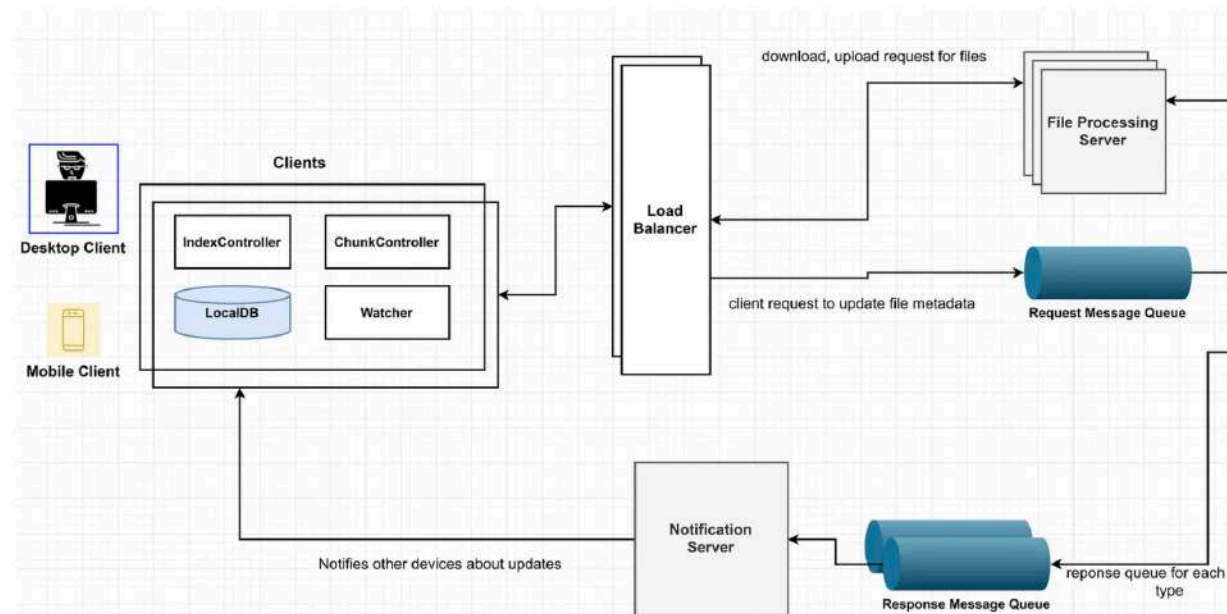 download, upload request for files
File Processing
Server
Clients
Desktop Client
IndexController
ChunkController
Load
Balancer
LocalDB
Watcher
client request to update file metadata
Request Message Queue
Mobile Client
Notification
Server
Notifies other devices about updates
reponse queue for each
type
Response Message Queue